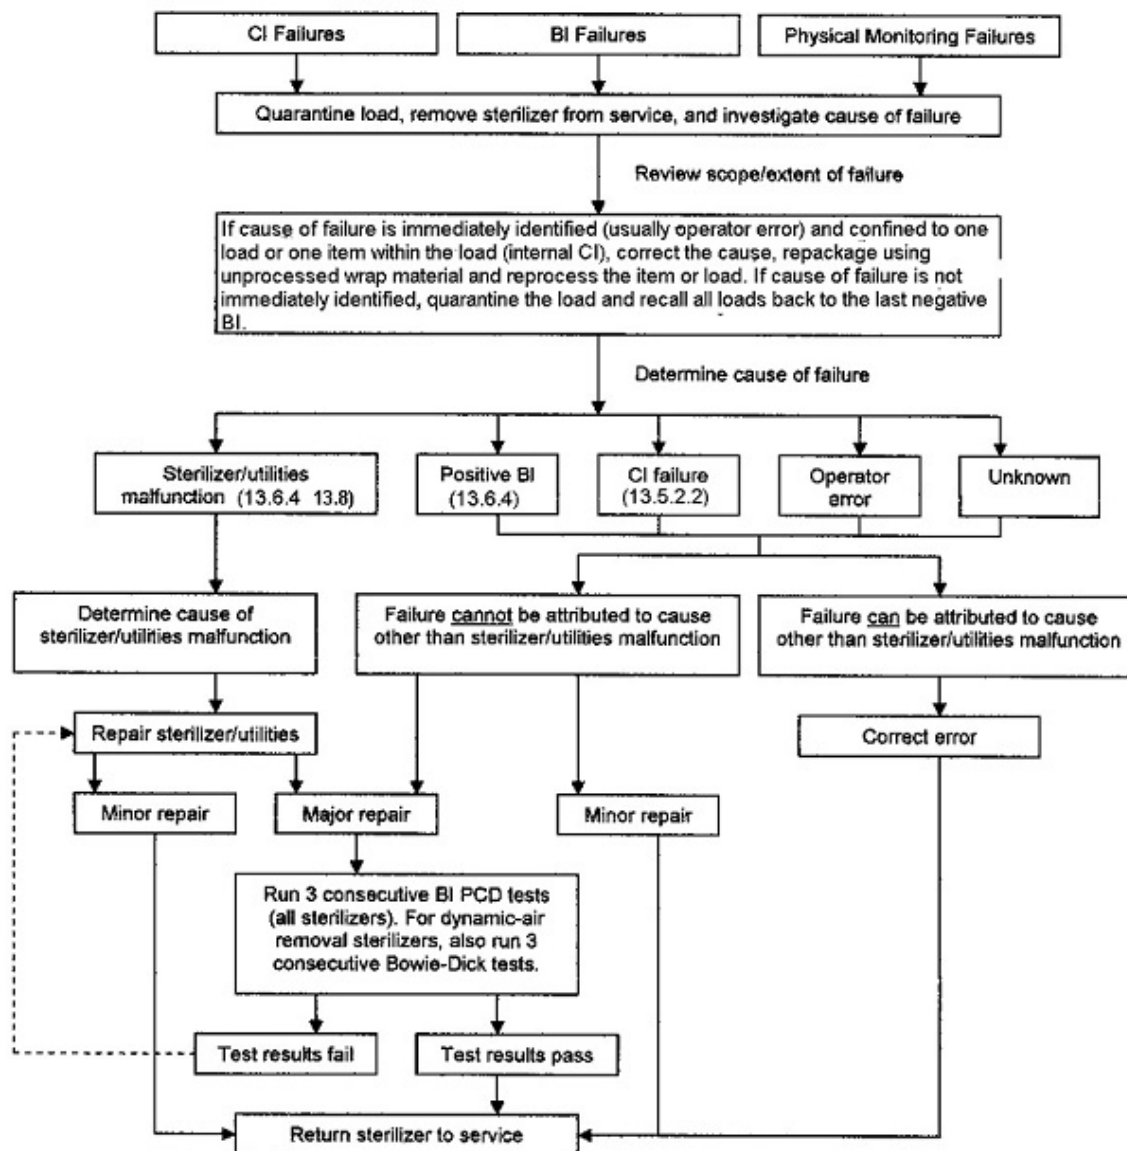 CI Failures
BI Failures
Physical Monitoring Failures
Quarantine load, remove sterilizer from service, and investigate cause of failure
Review scope/extent of failure
If cause of failure is immediately identified (usually operator error) and confined to one
load or one item within the load (internal CI), correct the cause, repackage using
unprocessed wrap material and reprocess the item or load. If cause of failure is not
immediately identified, quarantine the load and recall all loads back to the last negative
BI.
Determine cause of failure
Sterilizer/utilities
malfunction (13.6.4 13.8)
Positive BI
(13.6.4)
CI failure
(13.5.2.2)
Operator
error
Unknown
Determine cause of
sterilizer/utilities malfunction
Failure cannot be attributed to cause
other than sterilizer/utilities malfunction
Failure can be attributed to cause
other than sterilizer/utilities malfunction
Repair sterilizer/utilities
Correct error
Minor repair
Major repair
Minor repair
Run 3 consecutive BI PCD tests
(all sterilizers). For dynamic-air
removal sterilizers, also run 3
consecutive Bowie-Dick tests.
Test results fail
Test results pass
Return sterilizer to service